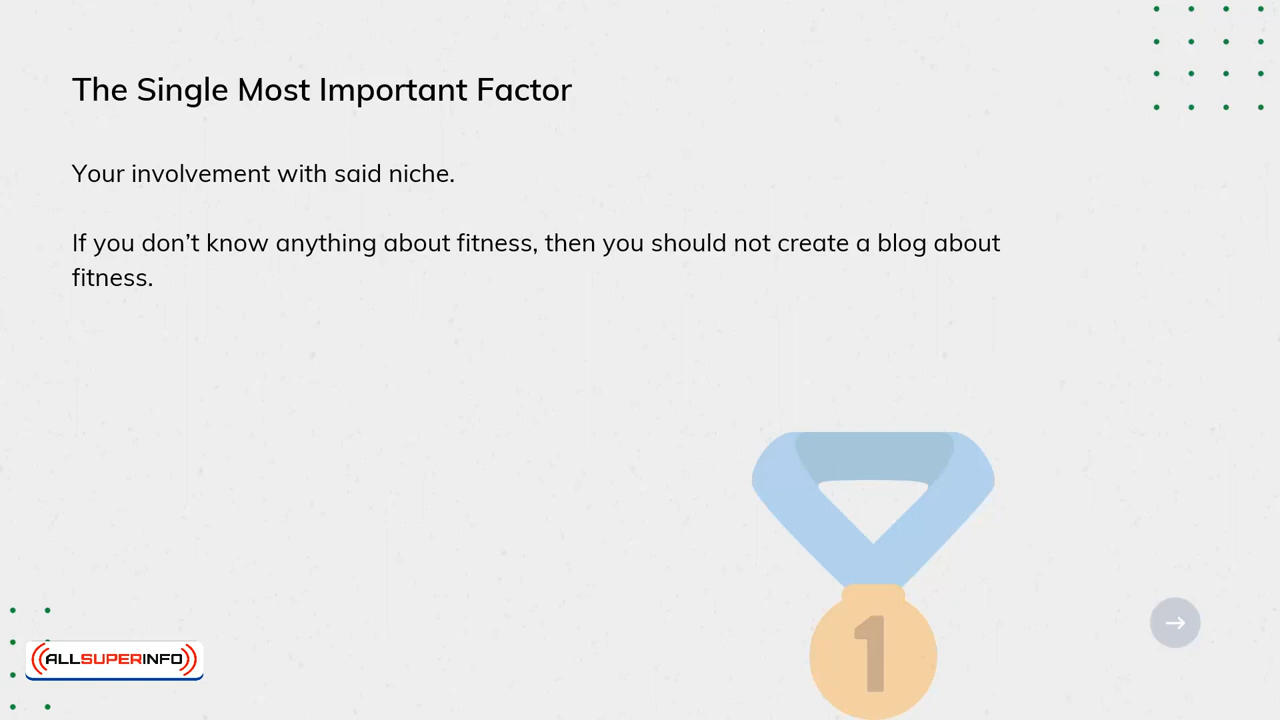 The Single Most Important Factor
Your involvement with said niche.
If you don’t know anything about fitness, then you should not create a blog about
fitness.
1
ALLSUPERINFO